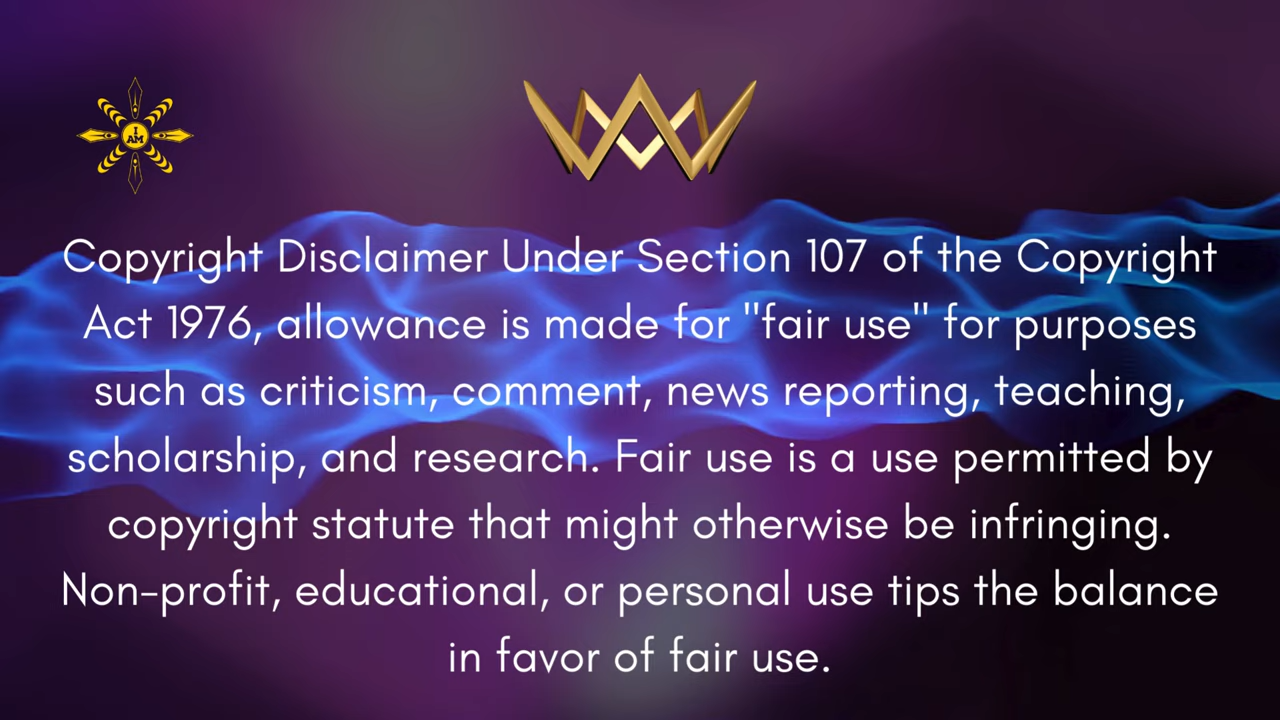 I
AM
Copyright Disclaimer Under Section 107 of the Copyright
Act 1976, allowance is made for "fair use" for purposes
such as criticism, comment, news reporting, teaching,
scholarship, and research. Fair use is a use permitted by
copyright statute that might otherwise be infringing.
Non-profit, educational, or personal use tips the balance
in favor of fair use.